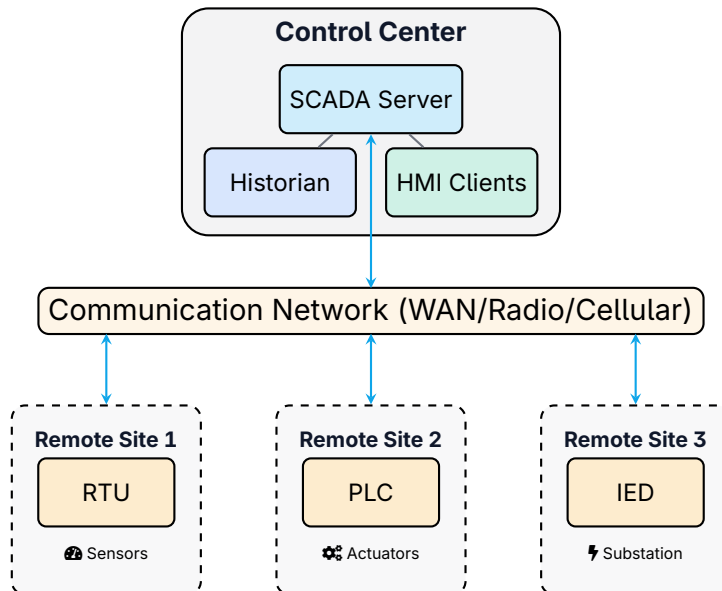 Control Center
SCADA Server
Historian
HMI Clients
Communication Network (WAN/Radio/Cellular)
Remote Site 1
Remote Site 2
Remote Site 3
RTU
PLC
IED
Sensors
Actuators
Substation